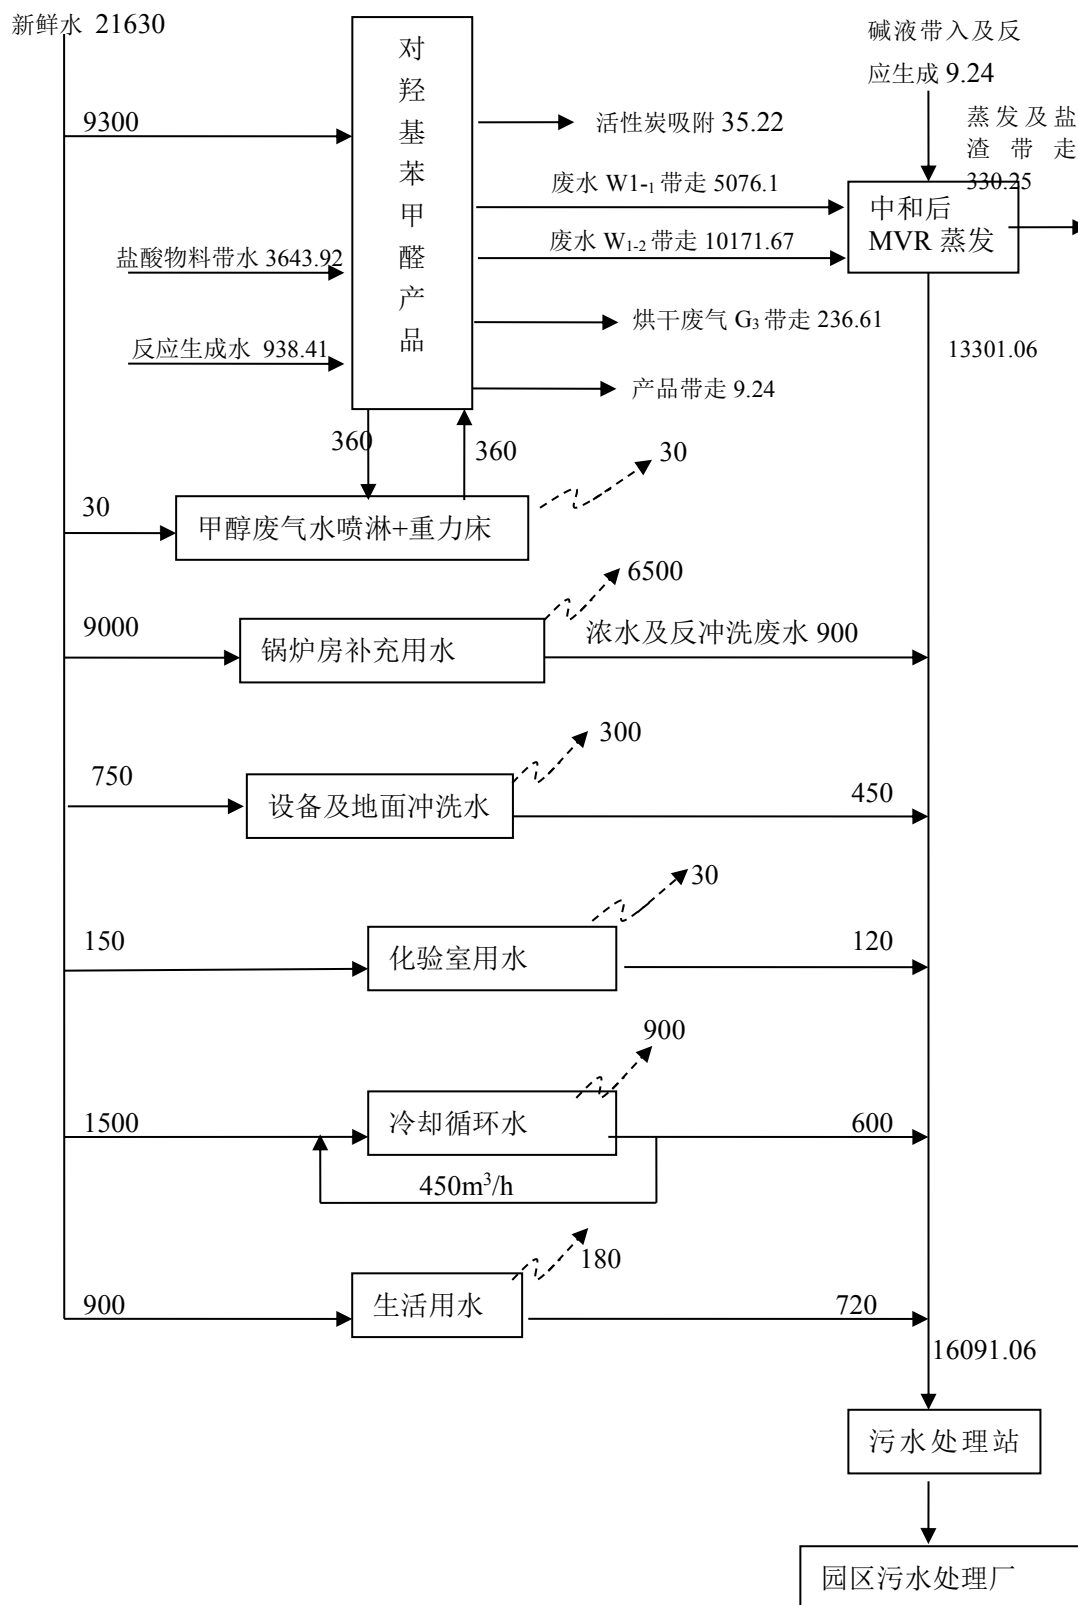 新鲜水 21630
对羟基苯甲醛产品
碱液带入及反
应生成 9.24
9300
活性炭吸附 35.22
蒸发及盐
渣带走
330.25
废水 W1-1 带走 5076.1
中和后
MVR 蒸发
废水 W1-2 带走 10171.67
盐酸物料带水 3643.92
烘干废气 G3 带走 236.61
反应生成水 938.41
13301.06
产品带走 9.24
360
360
30
30
甲醇废气水喷淋+重力床
6500
9000
锅炉房补充用水
浓水及反冲洗废水 900
300
750
设备及地面冲洗水
450
30
150
化验室用水
120
900
1500
冷却循环水
600
450m³/h
180
900
生活用水
720
16091.06
污水处理站
园区污水处理厂